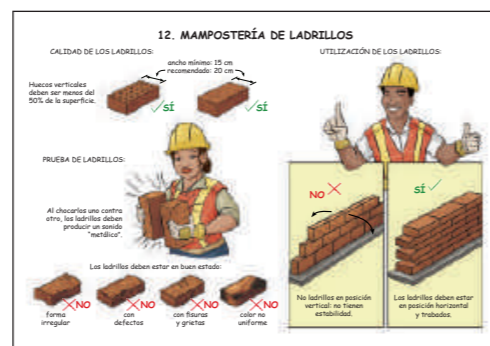 12. MAMPOSTERÍA DE LADRILLOS
CALIDAD DE LOS LADRILLOS:
ancho mínimo: 15 cm
recomendado: 20 cm
Huecos verticales
deben ser menos del
50% de la superficie.
SÍ
SÍ
PRUEBA DE LADRILLOS:
Al chocarlos uno contra
otro, los ladrillos deben
producir un sonido
"metálico".
Los ladrillos deben estar en buen estado:
NO
NO
NO
NO
forma
irregular
con
defectos
con fisuras
y grietas
color no
uniforme
UTILIZACIÓN DE LOS LADRILLOS:
NO
SÍ
No ladrillos en posición
vertical: no tienen
estabilidad.
Los ladrillos deben estar
en posición horizontal
y trabados.